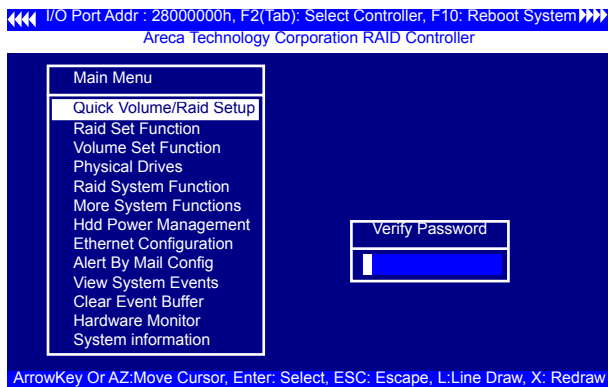 I/O Port Addr : 28000000h, F2(Tab): Select Controller, F10: Reboot System
Areca Technology Corporation RAID Controller
Main Menu
Quick Volume/Raid Setup
Raid Set Function
Volume Set Function
Physical Drives
Raid System Function
More System Functions
Hdd Power Management
Ethernet Configuration
Alert By Mail Config
View System Events
Clear Event Buffer
Hardware Monitor
System information
Verify Password
ArrowKey Or AZ:Move Cursor, Enter: Select, ESC: Escape, L:Line Draw, X: Redraw